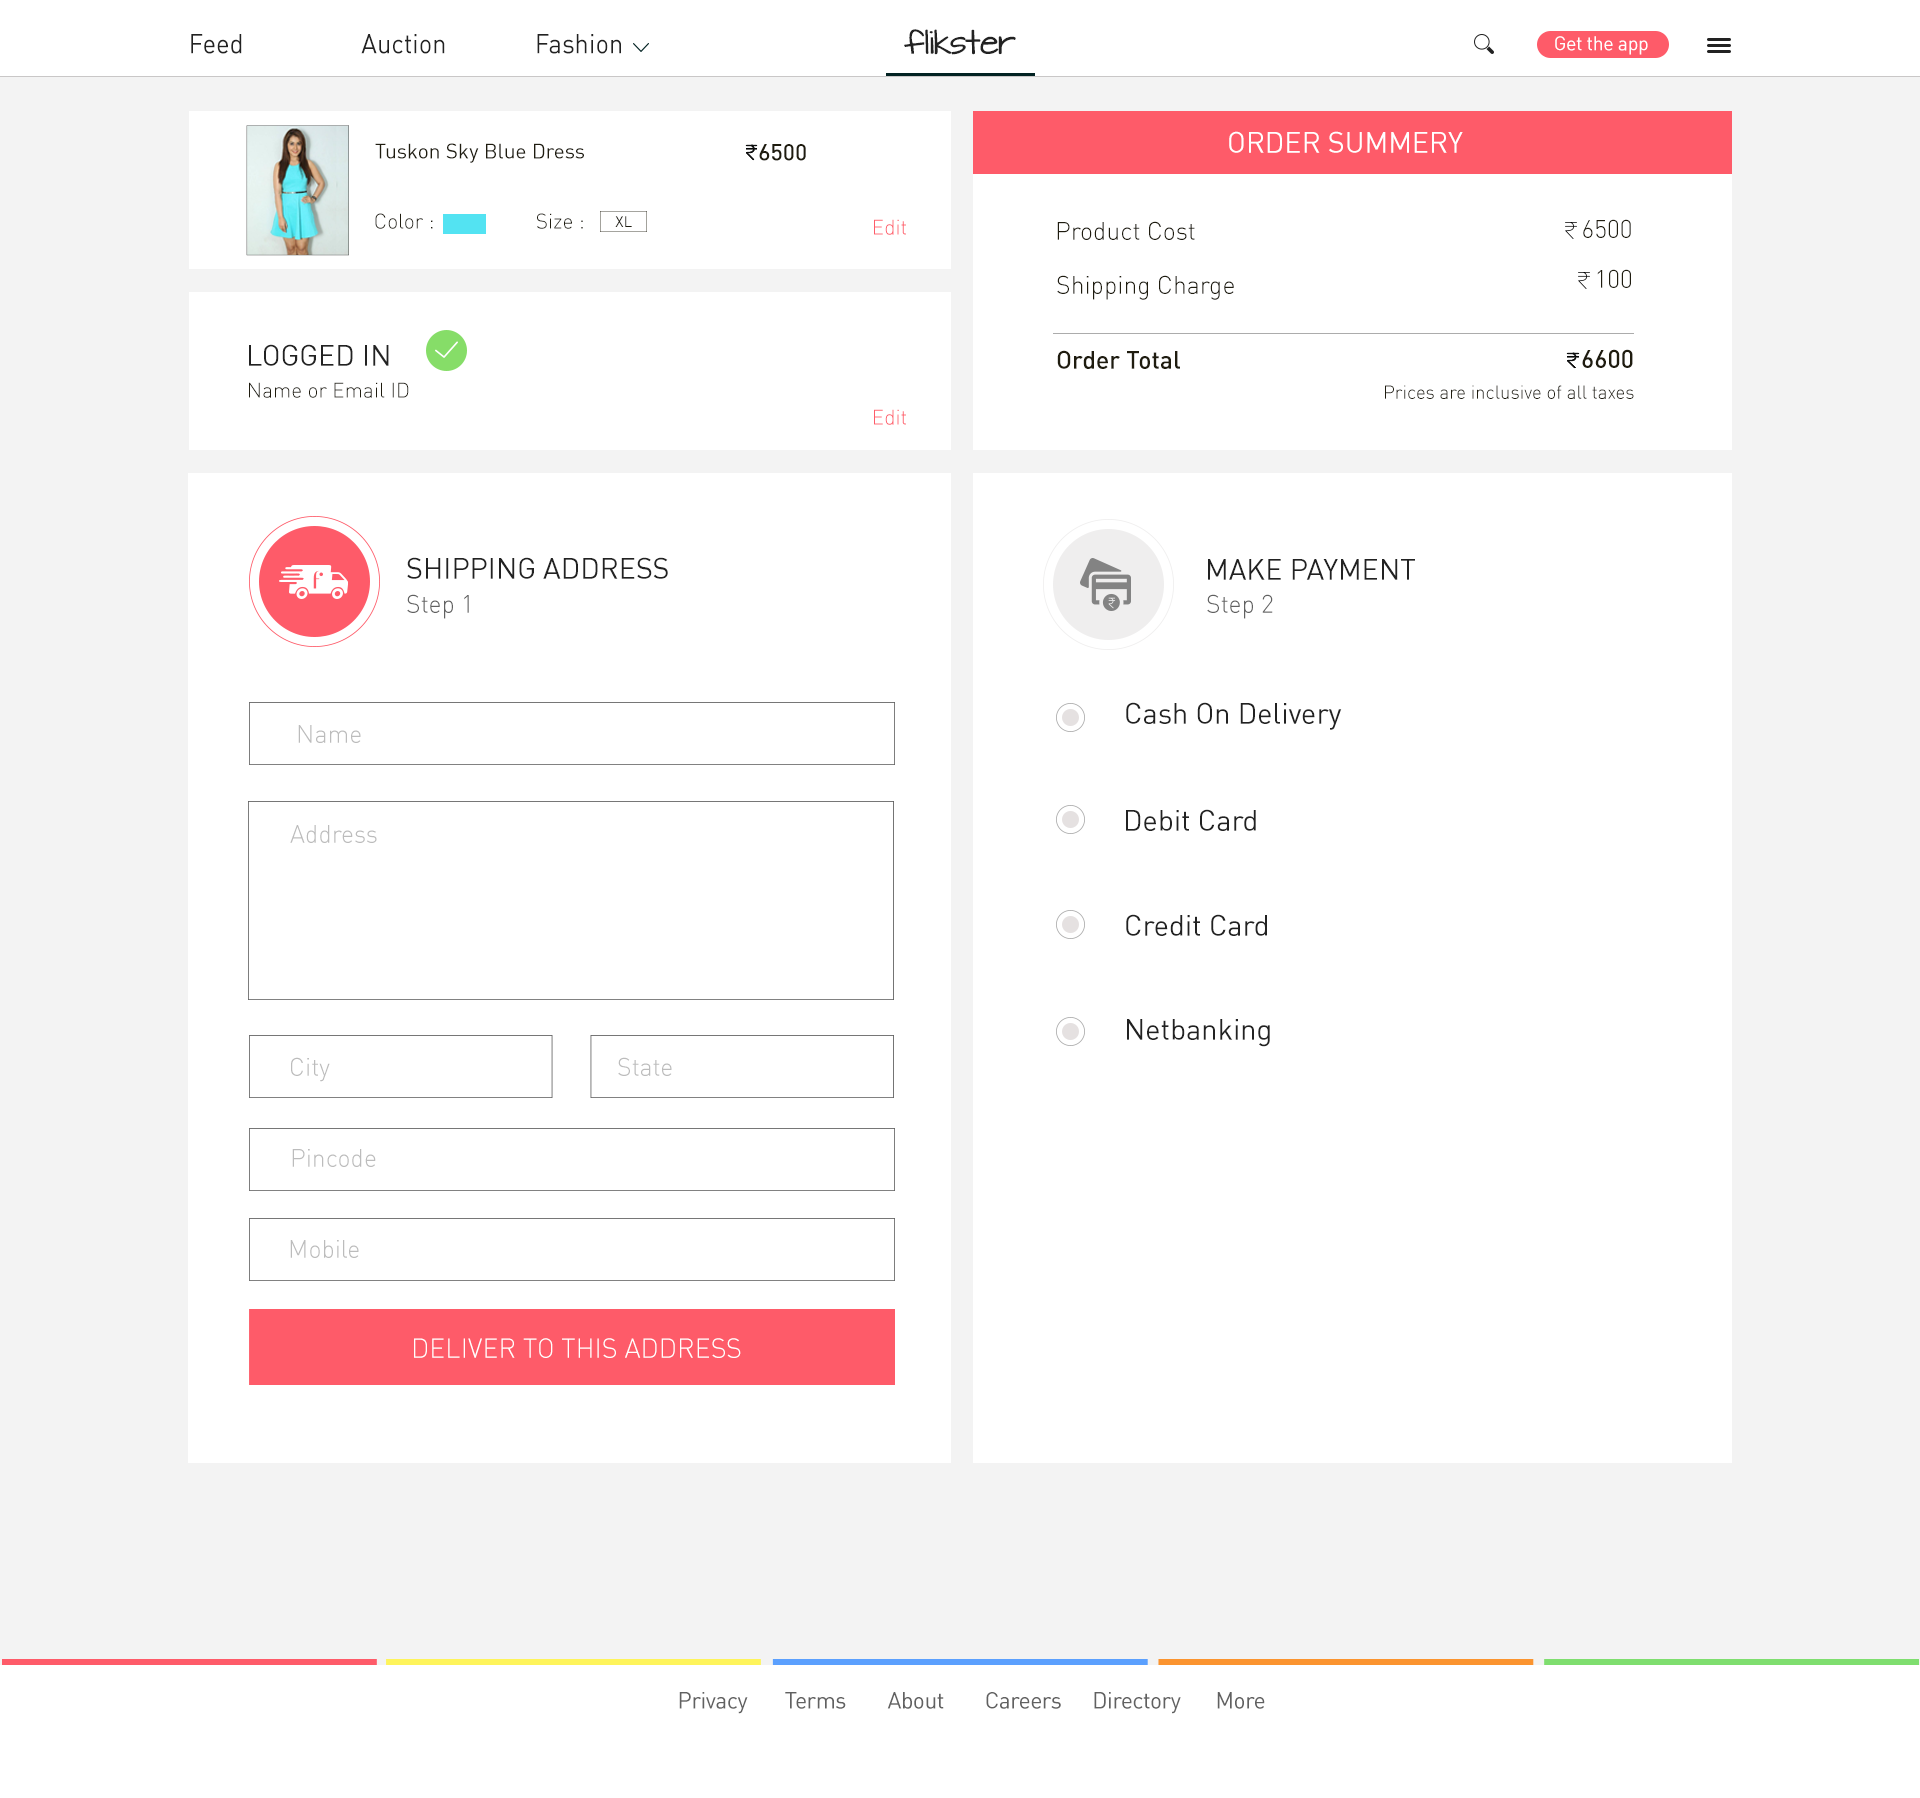 Feed Auction Fashion flikster Get the app
Tuskon Sky Blue Dress ₹6500
Color : Size : XL
Edit
LOGGED IN
Name or Email ID
Edit
ORDER SUMMERY
Product Cost ₹ 6500
Shipping Charge ₹ 100
Order Total ₹6600
Prices are inclusive of all taxes
f
SHIPPING ADDRESS
Step 1
Name
Address
City State
Pincode
Mobile
DELIVER TO THIS ADDRESS
₹
MAKE PAYMENT
Step 2
Cash On Delivery
Debit Card
Credit Card
Netbanking
Privacy Terms About Careers Directory More